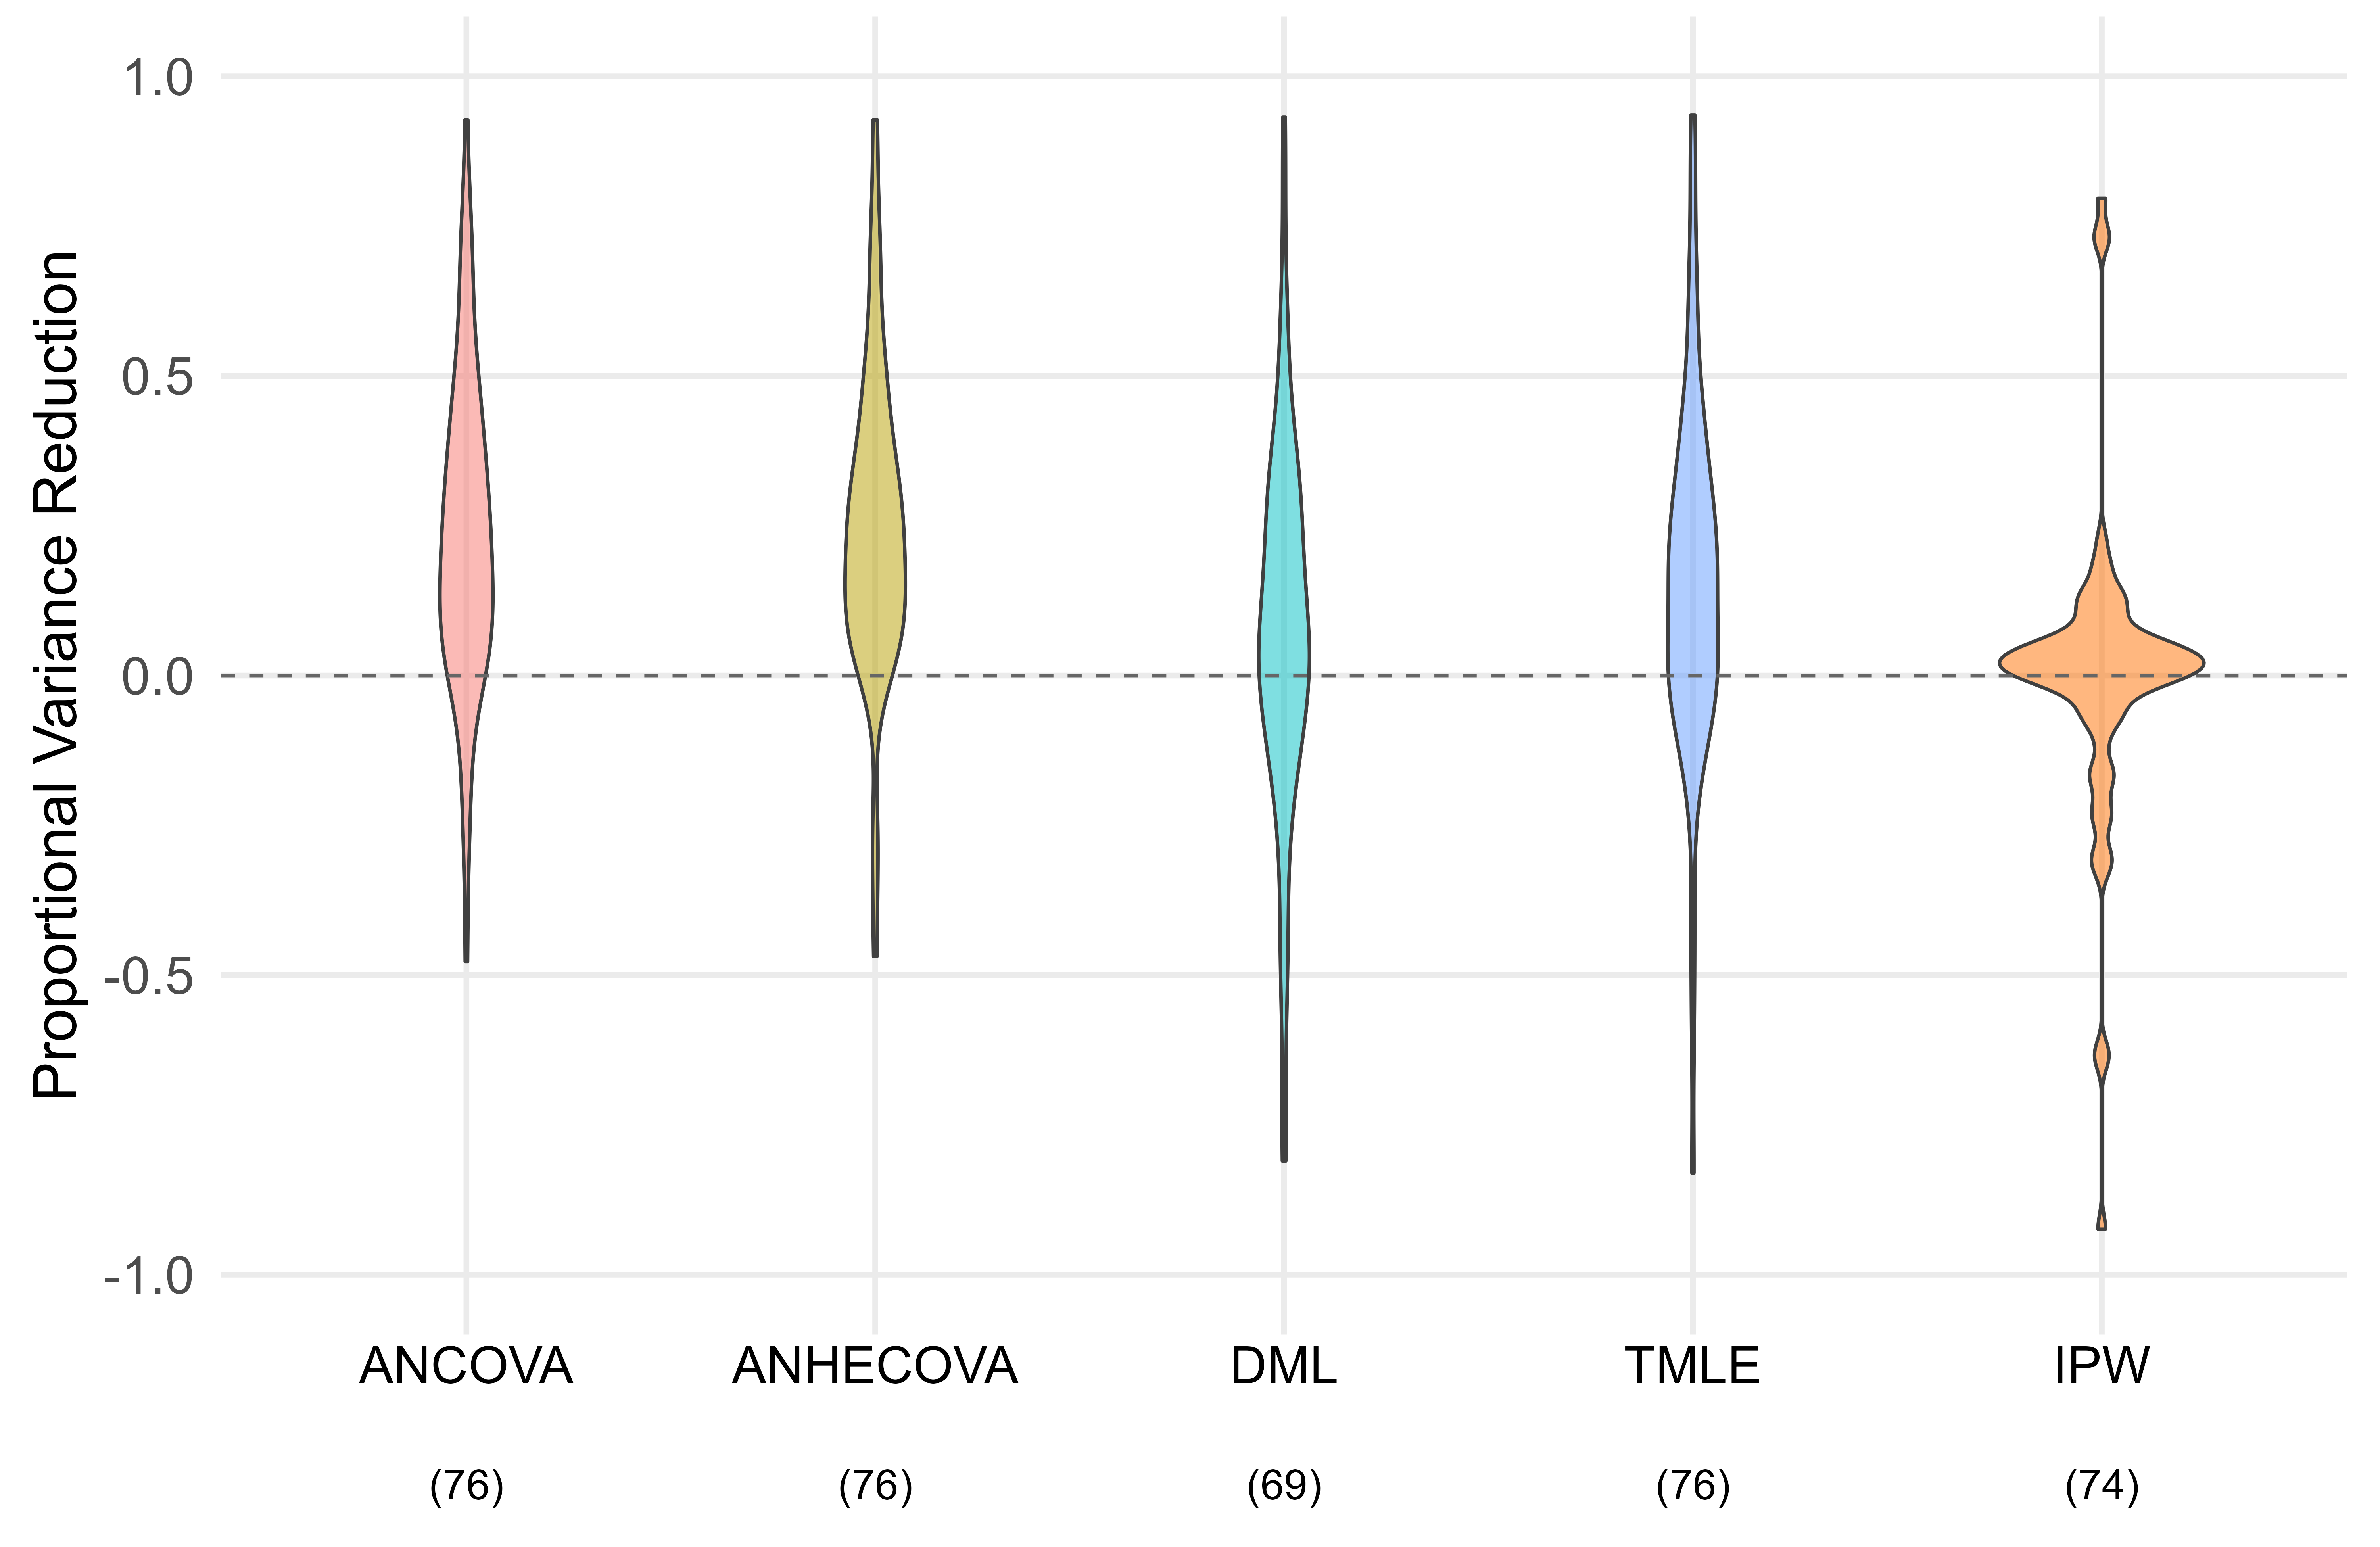 Proportional Variance Reduction
1.0
0.5
0.0
-0.5
-1.0
ANCOVA ANHECOVA DML TMLE IPW
(76) (76) (69) (76) (74)